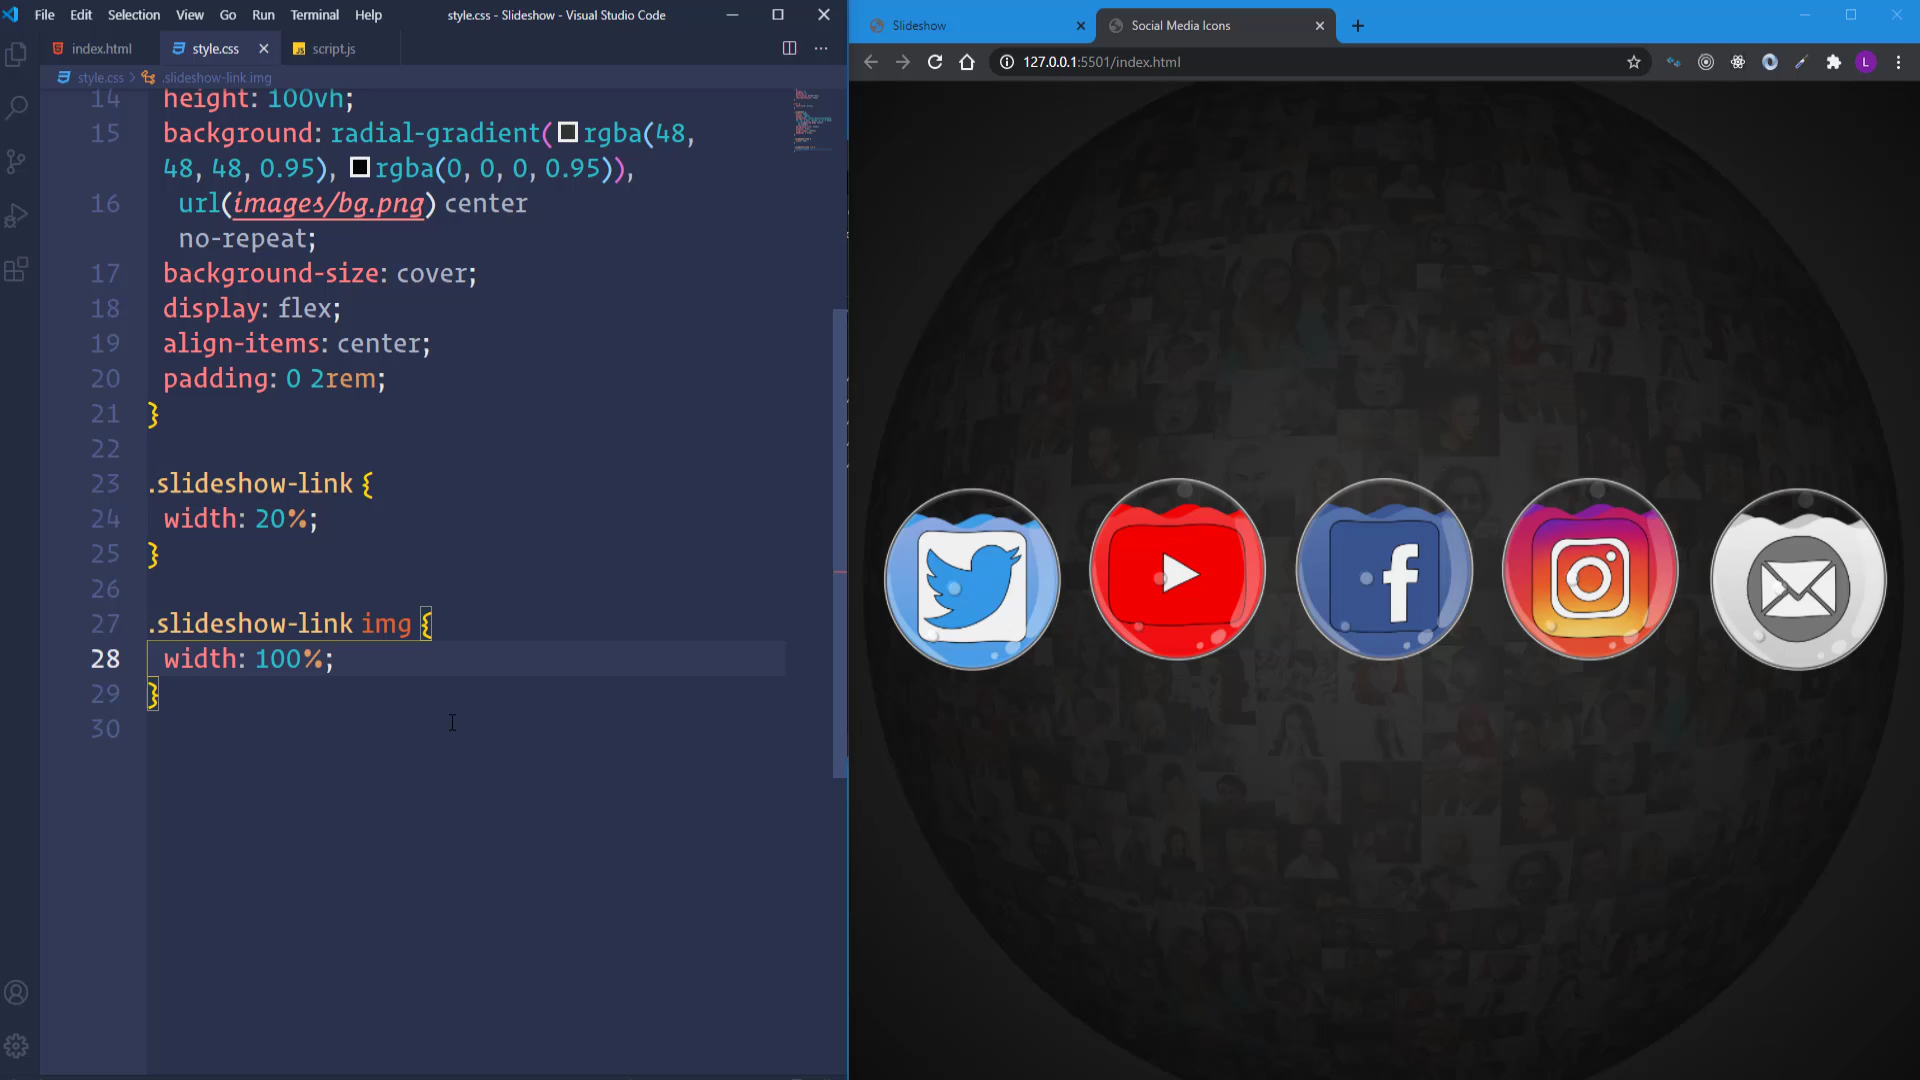 File Edit Selection View Go Run Terminal Help
style.css - Slideshow - Visual Studio Code
index.html
style.css
JS script.js
style.css > .slideshow-link img
14 height: 100vh;
15 background: radial-gradient(rgba(48,
48, 48, 0.95), rgba(0, 0, 0, 0.95)),
16 url(images/bg.png) center
no-repeat;
17 background-size: cover;
18 display: flex;
19 align-items: center;
20 padding: 0 2rem;
21 }
22
23 .slideshow-link {
24 width: 20%;
25 }
26
27 .slideshow-link img {
28 width: 100%;
29 }
30
Slideshow
Social Media Icons
127.0.0.1:5501/index.html
L